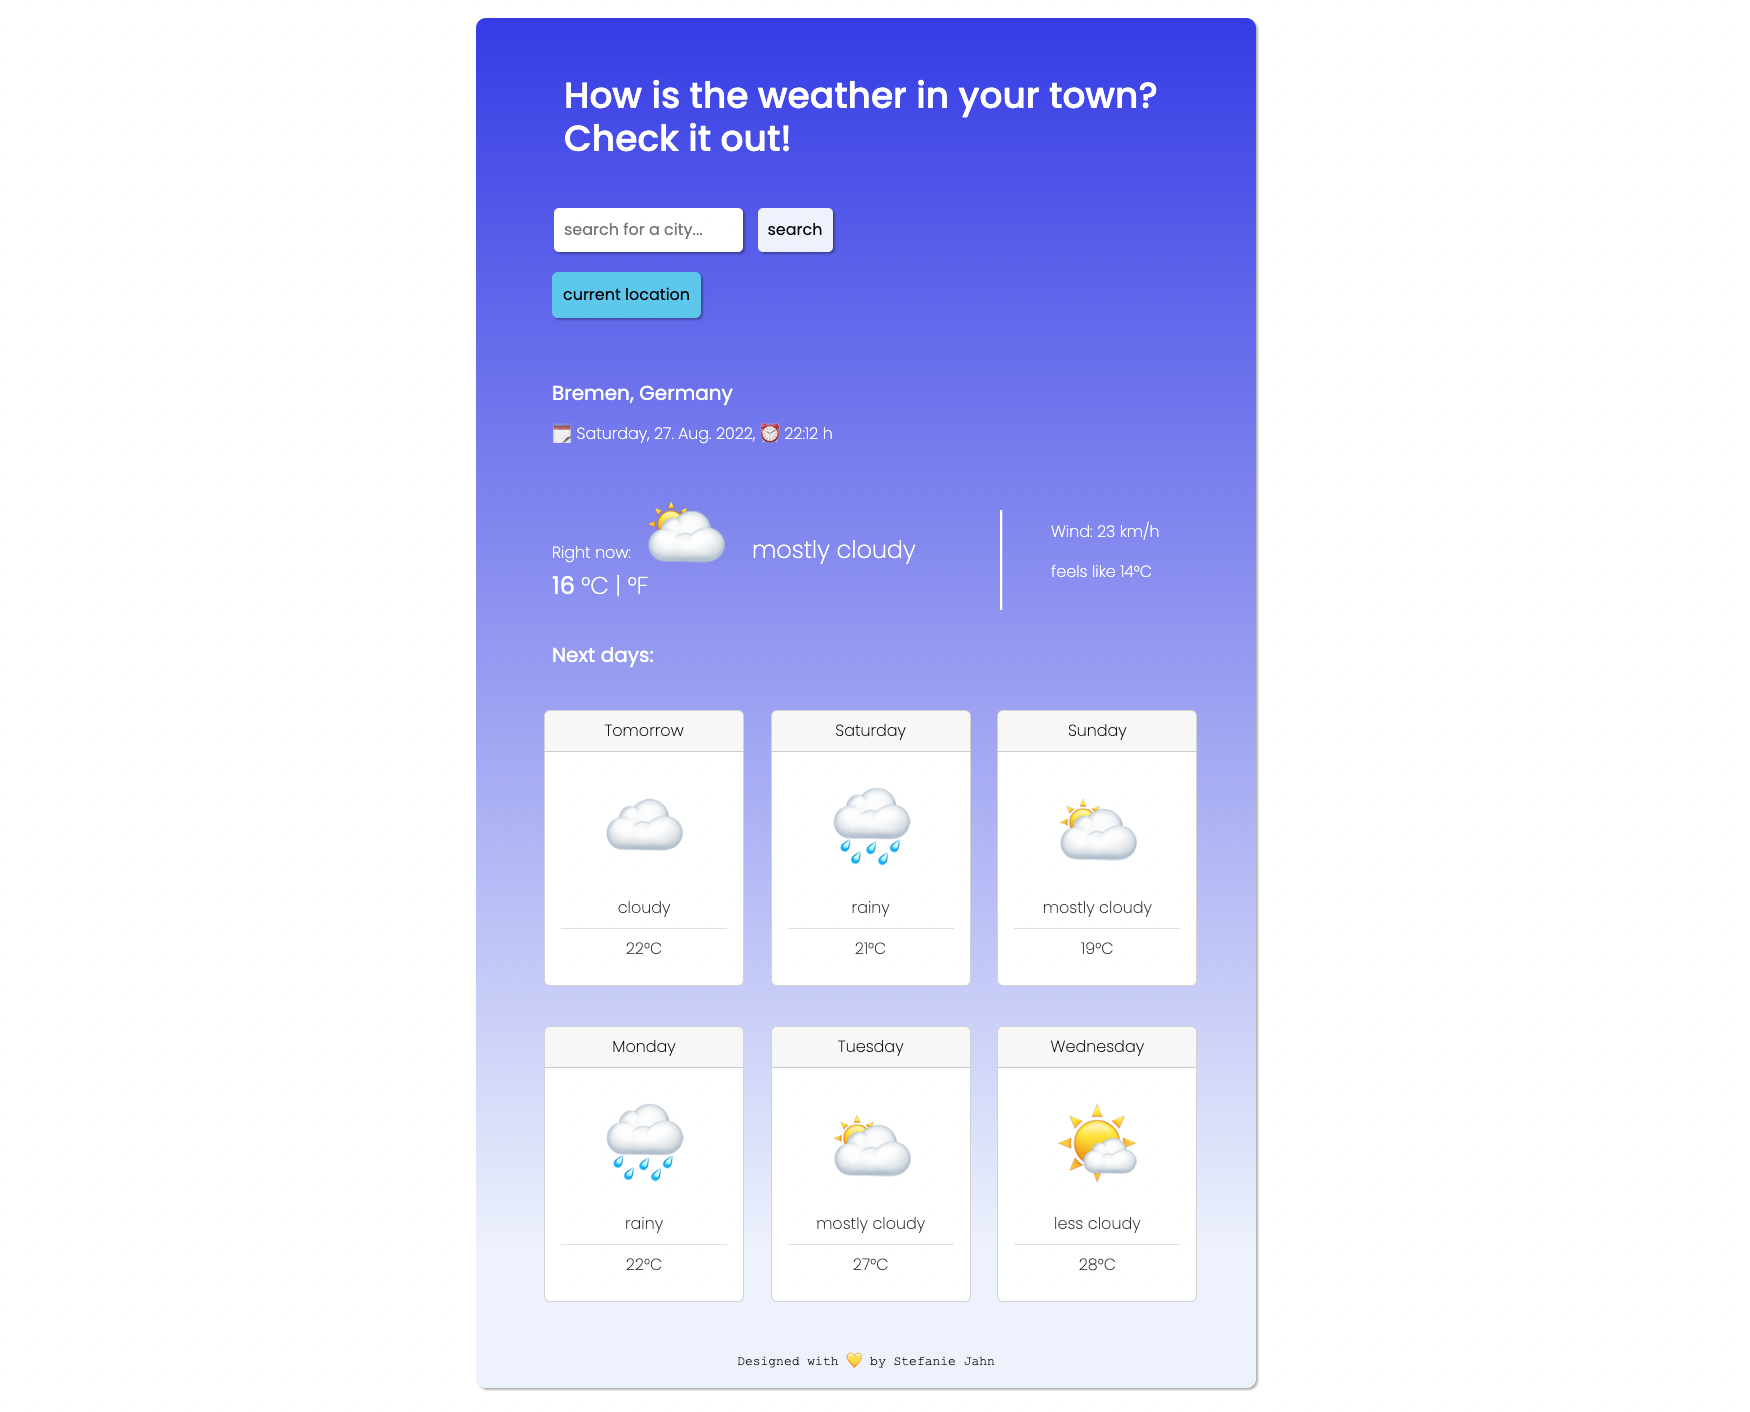 How is the weather in your town?
Check it out!
search for a city...
search
current location
Bremen, Germany
Saturday, 27. Aug. 2022, 22:12 h
Right now: mostly cloudy
16 °C | °F
Wind: 23 km/h
feels like 14°C
Next days:
Tomorrow
cloudy
22°C
Saturday
rainy
21°C
Sunday
mostly cloudy
19°C
Monday
rainy
22°C
Tuesday
mostly cloudy
27°C
Wednesday
less cloudy
28°C
Designed with 💛 by Stefanie Jahn